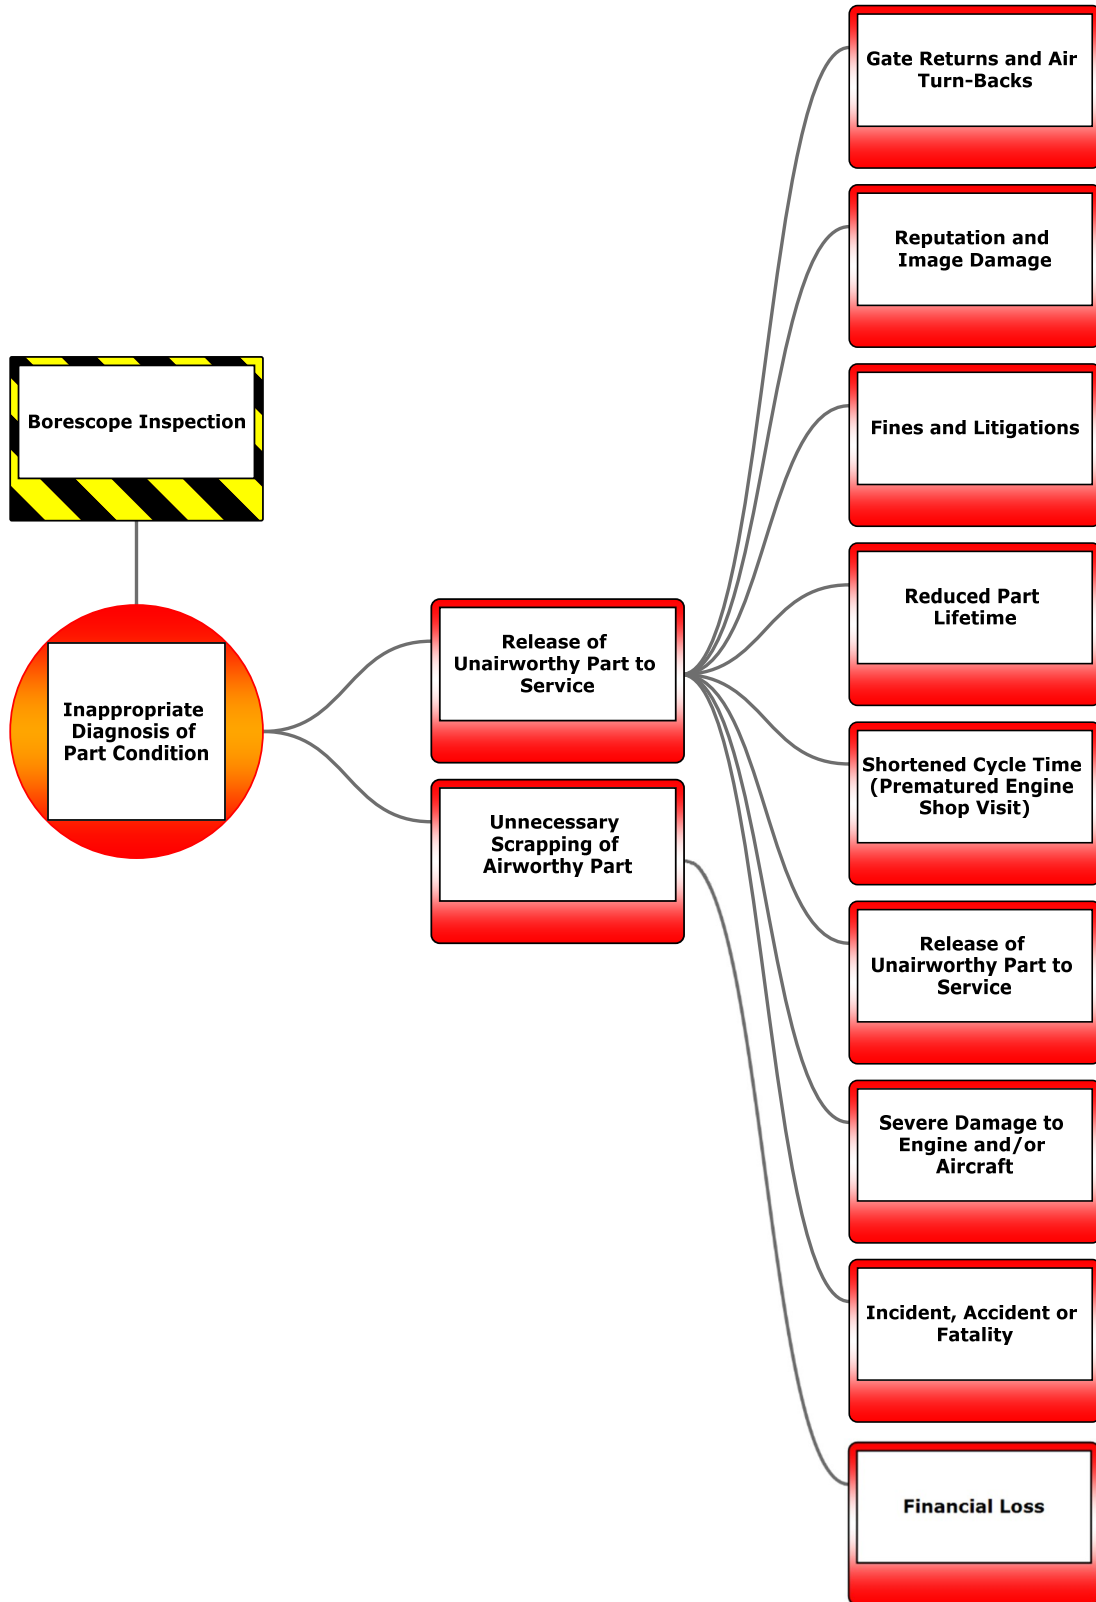 Borescope Inspection
Inappropriate
Diagnosis of
Part Condition
Release of
Unairworthy Part to
Service
Unnecessary
Scrapping of
Airworthy Part
Gate Returns and Air
Turn-Backs
Reputation and
Image Damage
Fines and Litigations
Reduced Part
Lifetime
Shortened Cycle Time
(Prematured Engine
Shop Visit)
Release of
Unairworthy Part to
Service
Severe Damage to
Engine and/or
Aircraft
Incident, Accident or
Fatality
Financial Loss